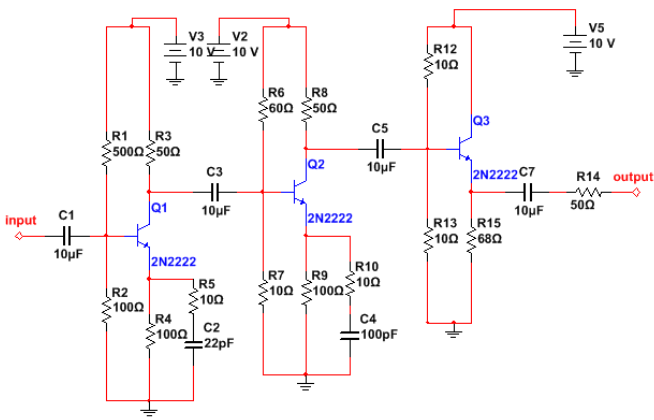 V3
10 V
V2
10 V
V5
10 V
R12
10Ω
R6
60Ω
R8
50Ω
R1
500Ω
R3
50Ω
C5
10µF
Q3
2N2222
C3
10µF
Q2
2N2222
C7
10µF
R14
50Ω
output
input
C1
10µF
Q1
2N2222
R13
10Ω
R15
68Ω
R2
100Ω
R4
100Ω
R5
10Ω
C2
22pF
R7
10Ω
R9
100Ω
R10
10Ω
C4
100pF